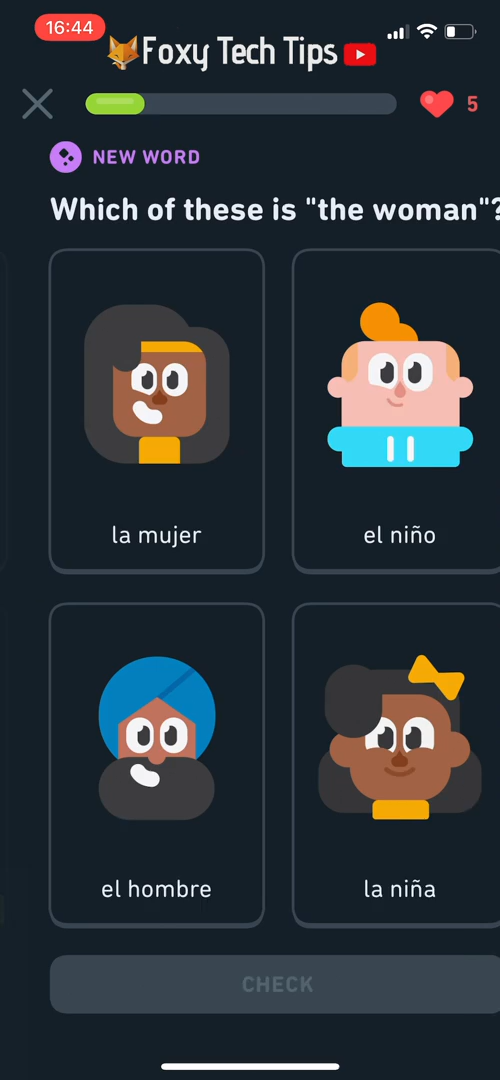 16:44
Foxy Tech Tips
5
NEW WORD
Which of these is "the woman"?
la mujer
el niño
el hombre
la niña
CHECK